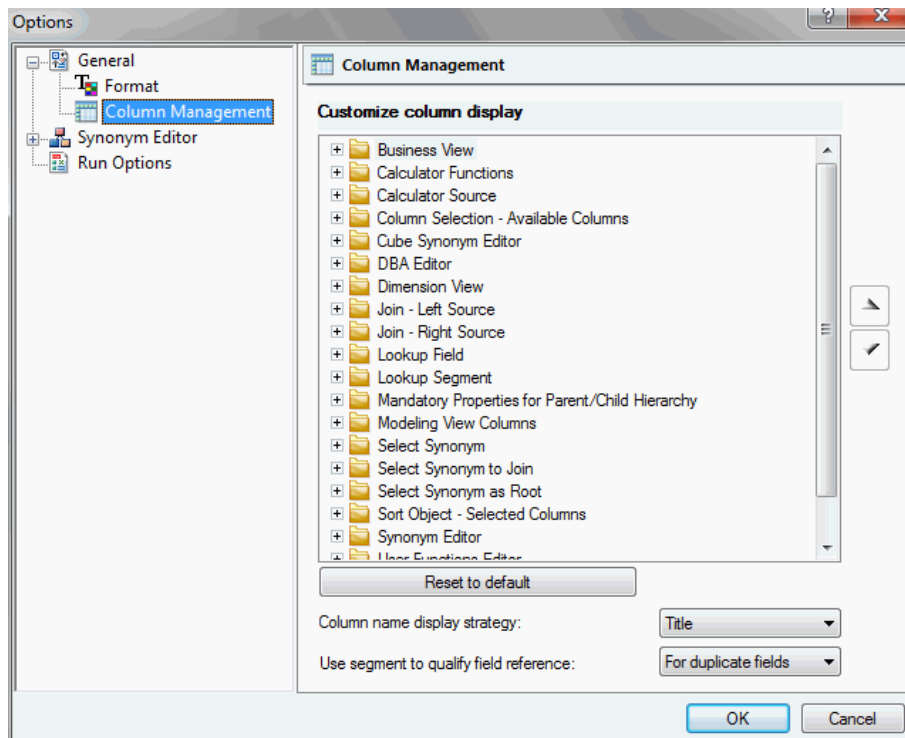 Options
General
Format
Column Management
Synonym Editor
Run Options
Column Management
Customize column display
Business View
Calculator Functions
Calculator Source
Column Selection - Available Columns
Cube Synonym Editor
DBA Editor
Dimension View
Join - Left Source
Join - Right Source
Lookup Field
Lookup Segment
Mandatory Properties for Parent/Child Hierarchy
Modeling View Columns
Select Synonym
Select Synonym to Join
Select Synonym as Root
Sort Object - Selected Columns
Synonym Editor
User Functions Editor
Reset to default
Column name display strategy: Title
Use segment to qualify field reference: For duplicate fields
OK Cancel